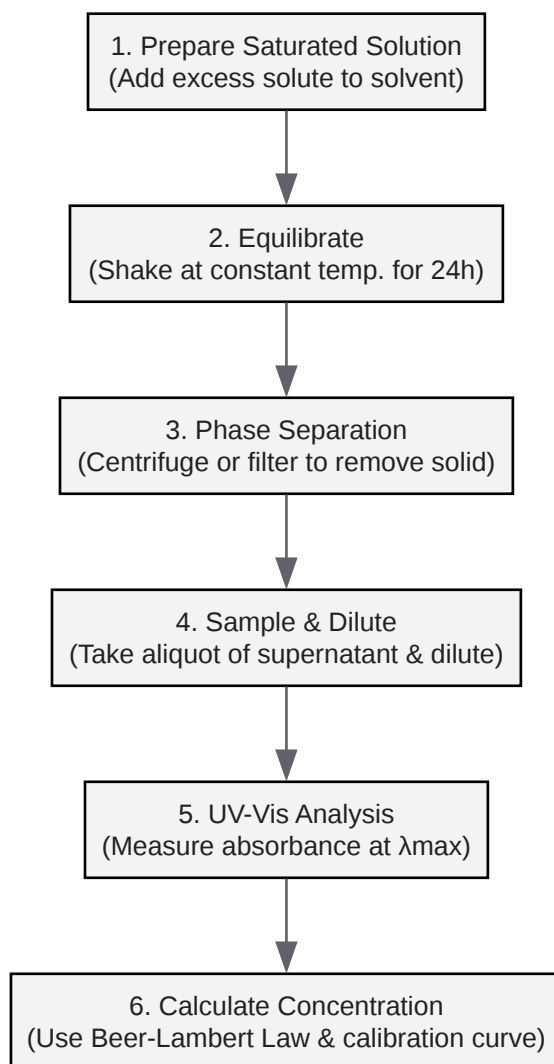 1. Prepare Saturated Solution
(Add excess solute to solvent)
2. Equilibrate
(Shake at constant temp. for 24h)
3. Phase Separation
(Centrifuge or filter to remove solid)
4. Sample & Dilute
(Take aliquot of supernatant & dilute)
5. UV-Vis Analysis
(Measure absorbance at λmax)
6. Calculate Concentration
(Use Beer-Lambert Law & calibration curve)